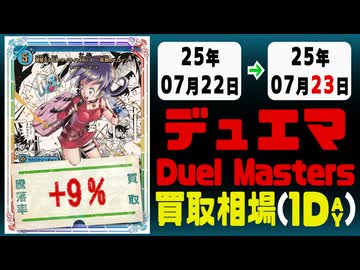 5
+9%
買取
騰落率
25年
07月22日
25年
07月23日
デュエマ
Duel Masters
買取相場(1D)